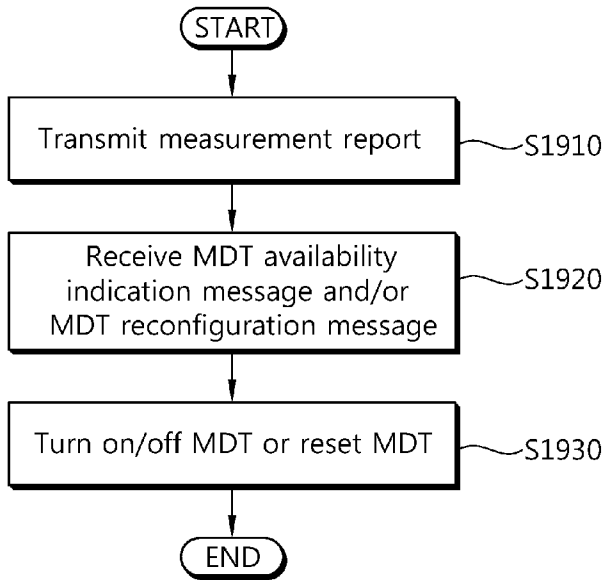 START
Transmit measurement report
S1910
Receive MDT availability
indication message and/or
MDT reconfiguration message
S1920
Turn on/off MDT or reset MDT
S1930
END